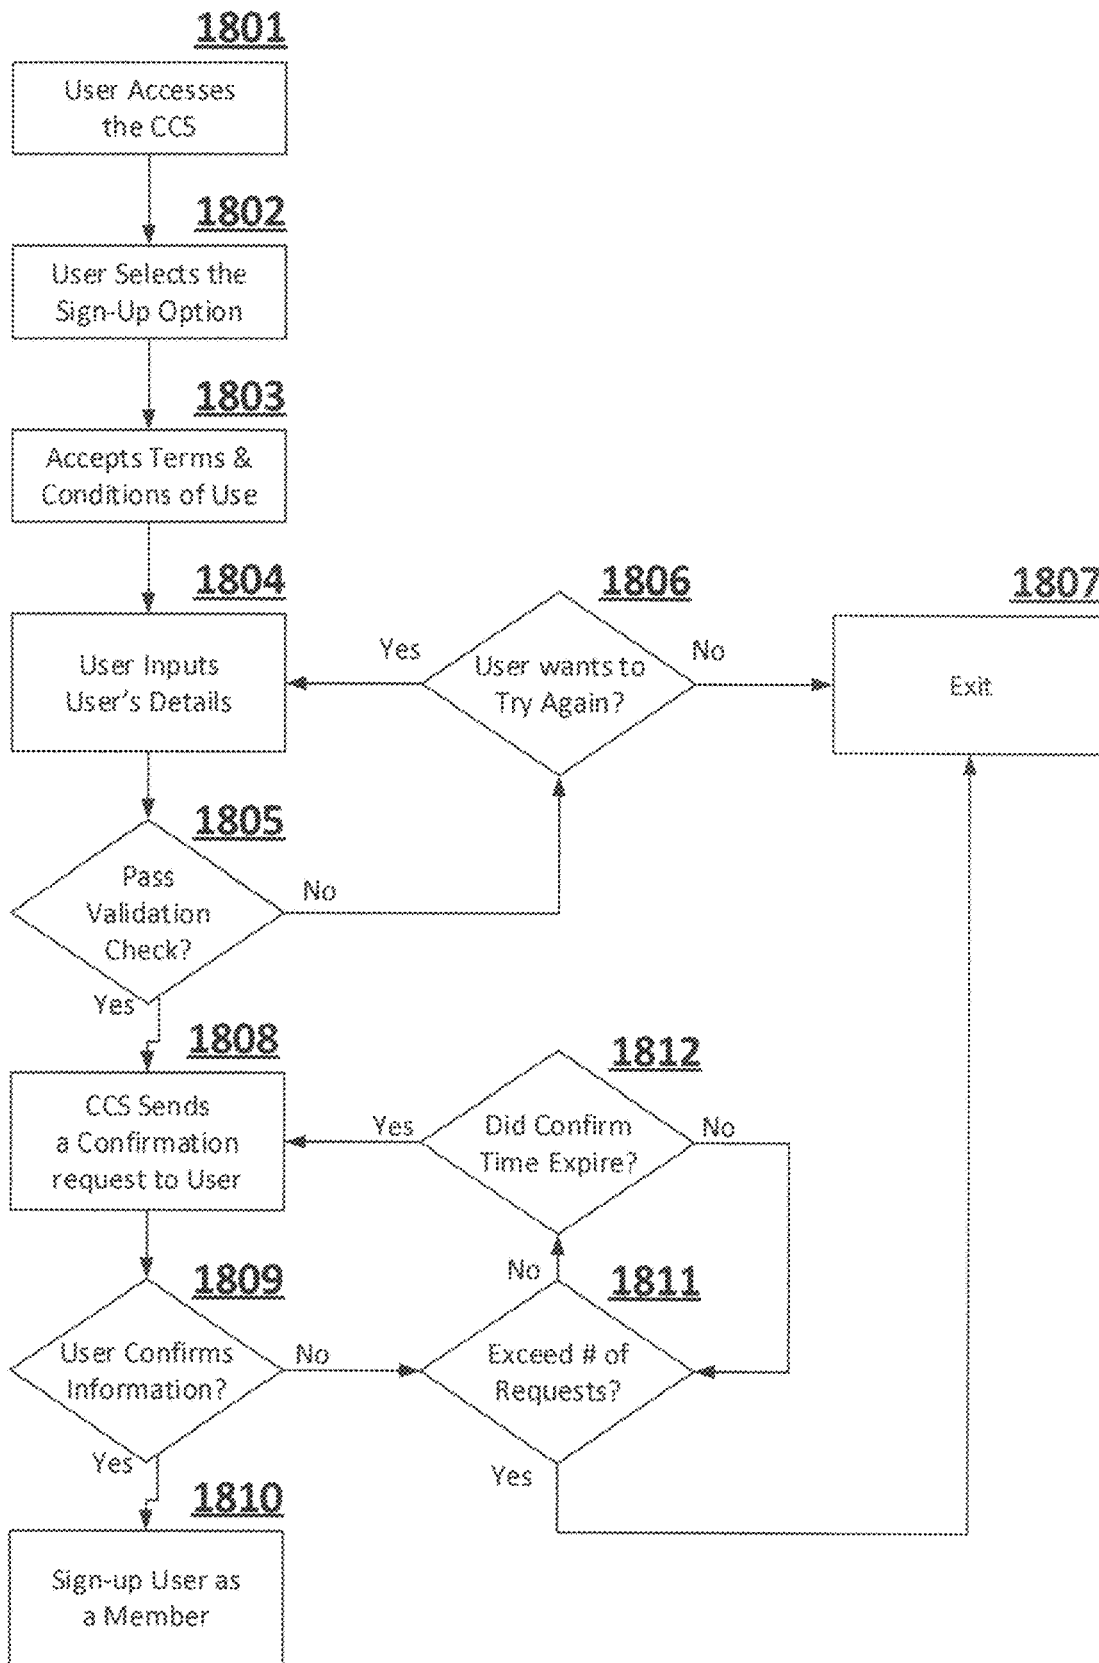 1801
User Accesses
the CCS
1802
User Selects the
Sign-Up Option
1803
Accepts Terms &
Conditions of Use
1804
User Inputs
User's Details
1806
Yes
User wants to
Try Again?
No
1807
Exit
1805
Pass
Validation
Check?
No
Yes
1808
CCS Sends
a Confirmation
request to User
1812
Yes
Did Confirm
Time Expire?
No
1809
User Confirms
Information?
No
Yes
1811
No
Exceed # of
Requests?
Yes
1810
Sign-up User as
a Member